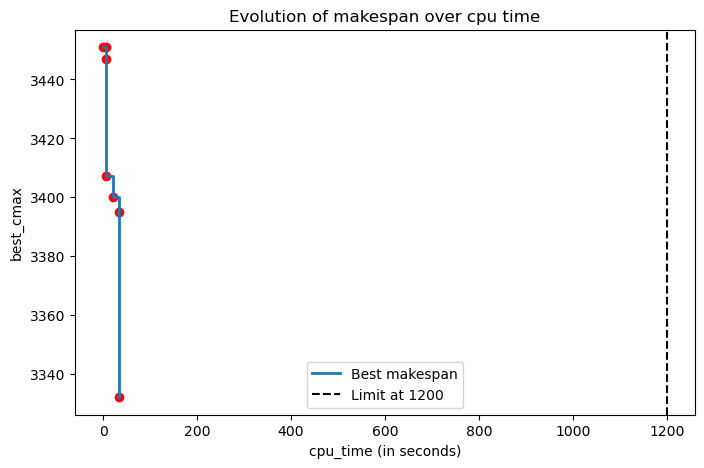 Evolution of makespan over cpu time
best_cmax
3440
3420
3400
3380
3360
3340
Best makespan
Limit at 1200
0
200
400
600
800
1000
1200
cpu_time (in seconds)